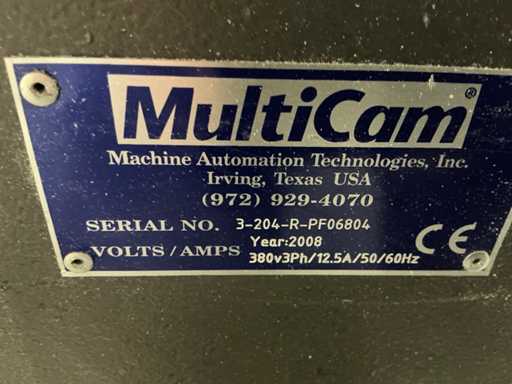 MultiCam®
Machine Automation Technologies, Inc.
Irving, Texas USA
(972) 929-4070
SERIAL NO. 3-204-R-PF06804
Year:2008
VOLTS/AMPS 380v3Ph/12.5A/50/60Hz
CE